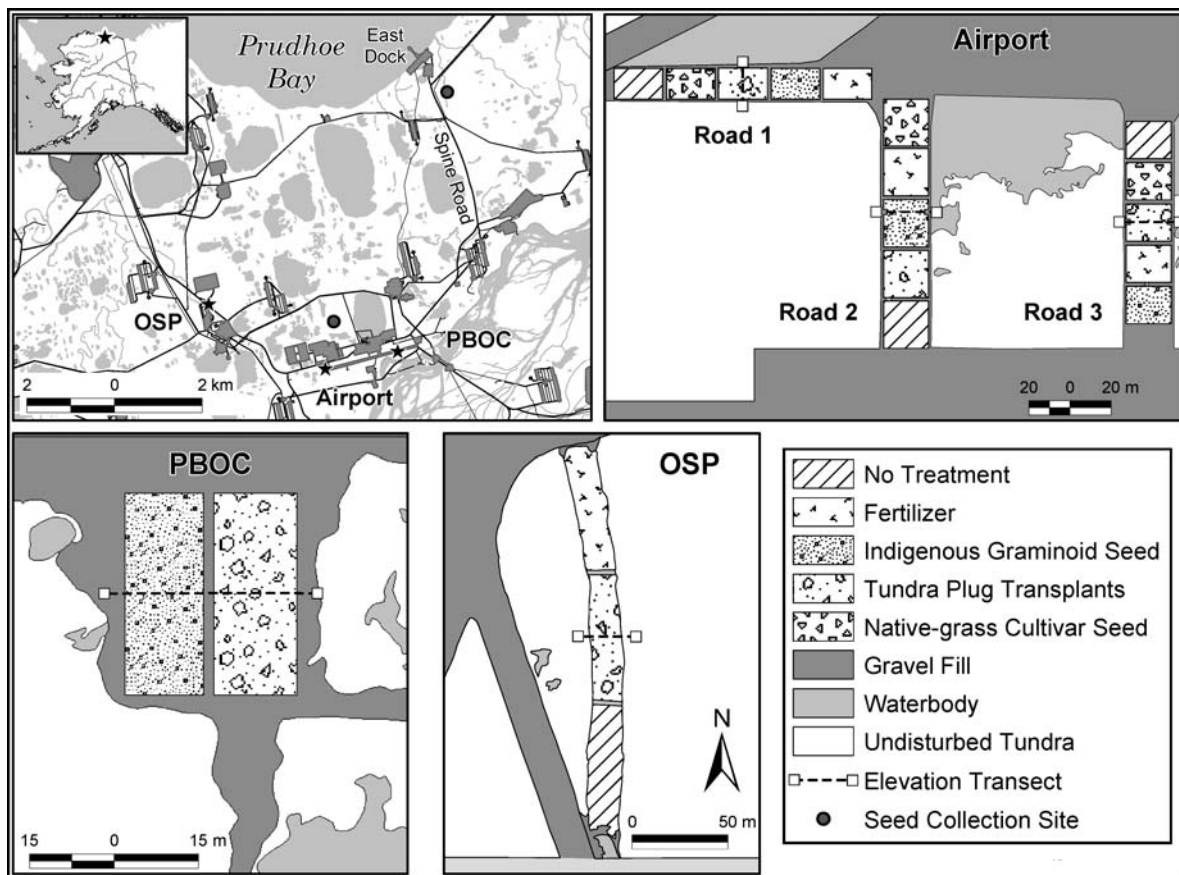 Prudhoe
Bay
East
Dock
Spine Road
OSP
PBOC
Airport
2 0 2 km
Airport
Road 1
Road 2
Road 3
20 0 20 m
PBOC
15 0 15 m
OSP
N
0 50 m
No Treatment
Fertilizer
Indigenous Graminoid Seed
Tundra Plug Transplants
Native-grass Cultivar Seed
Gravel Fill
Waterbody
Undisturbed Tundra
Elevation Transect
Seed Collection Site